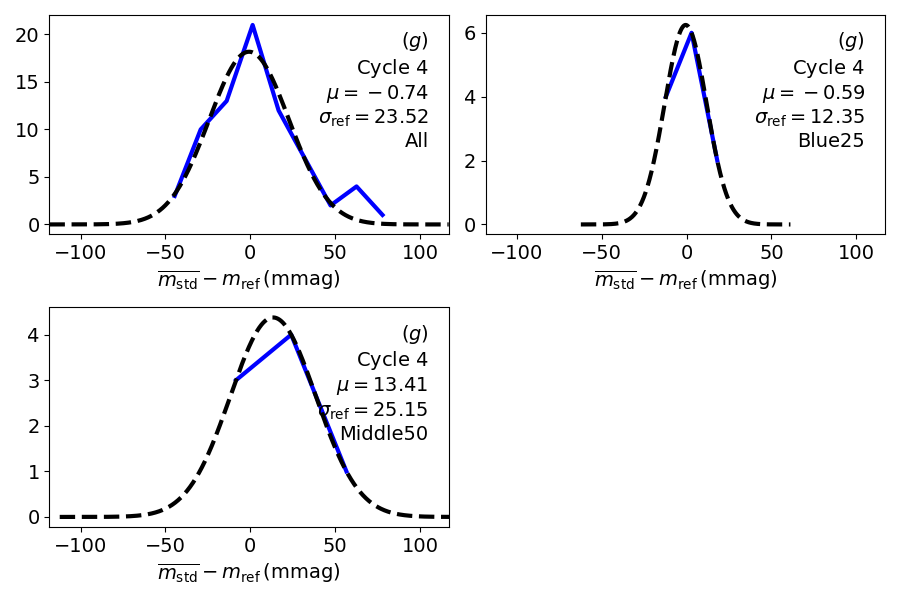 20
15
10
5
0
(g)
Cycle 4
μ = −0.74
σref = 23.52
All
−100 −50 0 50 100
m̅s̅t̅d̅ − mref (mmag)
6
4
2
0
(g)
Cycle 4
μ = −0.59
σref = 12.35
Blue25
−100 −50 0 50 100
m̅s̅t̅d̅ − mref (mmag)
4
3
2
1
0
(g)
Cycle 4
μ = 13.41
σref = 25.15
Middle50
−100 −50 0 50 100
m̅s̅t̅d̅ − mref (mmag)